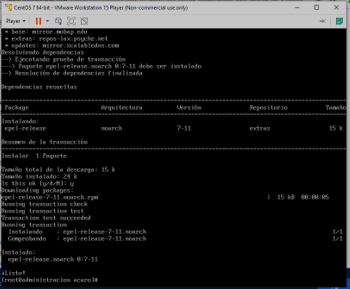 CentOS 7 64-bit - VMware Workstation 15 Player (Non-commercial use only)
Player
* base: mirror.mobap.edu
* extras: repos-lax.psychz.net
* updates: mirror.scalabledns.com
Resolviendo dependencias
--> Ejecutando prueba de transacción
---> Paquete epel-release.noarch 0:7-11 debe ser instalado
--> Resolución de dependencias finalizada
Dependencias resueltas
Package Arquitectura Versión Repositorio Tamaño
Instalando:
epel-release noarch 7-11 extras 15 k
Resumen de la transacción
Instalar 1 Paquete
Tamaño total de la descarga: 15 k
Tamaño instalado: 24 k
Is this ok [y/d/N]: y
Downloading packages:
epel-release-7-11.noarch.rpm | 15 kB 00:00:05
Running transaction check
Running transaction test
Transaction test succeeded
Running transaction
Instalando : epel-release-7-11.noarch 1/1
Comprobando : epel-release-7-11.noarch 1/1
Instalado:
epel-release.noarch 0:7-11
¡Listo!
[root@administracion acaro]#